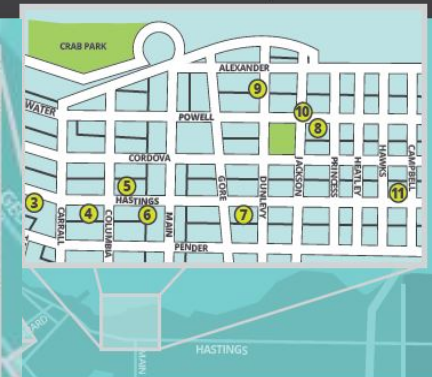 CRAB PARK
ALEXANDER
9
WATER
10
POWELL
8
CORDOVA
5
HASTINGS
3
4
6
7
11
CARRALL
COLUMBIA
MAIN
GORE
DUNLEVY
JACKSON
PRINCESS
HEATLEY
HAWKS
CAMPBELL
PENDER
HASTINGS
MAIN